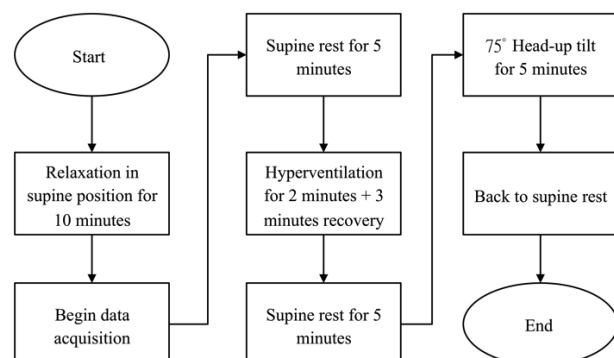 Start
Relaxation in
supine position for
10 minutes
Begin data
acquisition
Supine rest for 5
minutes
Hyperventilation
for 2 minutes + 3
minutes recovery
Supine rest for 5
minutes
75° Head-up tilt
for 5 minutes
Back to supine rest
End